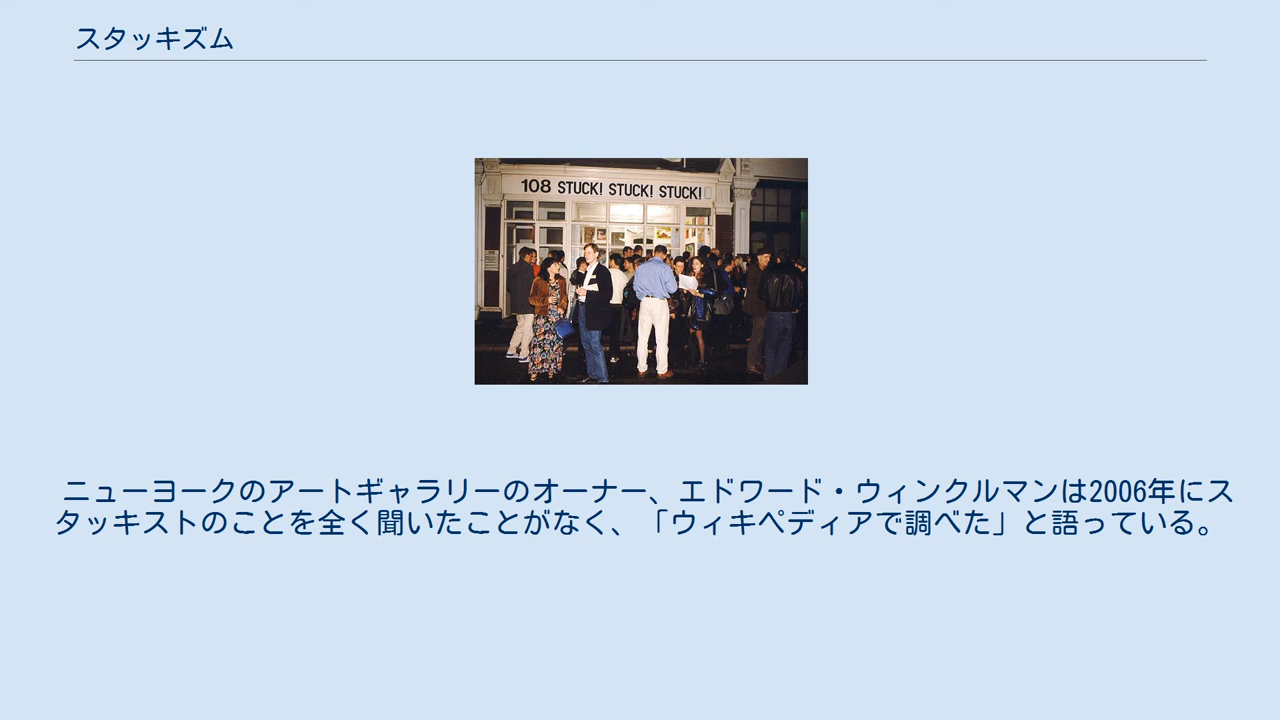 スタッキズム
108 STUCK! STUCK! STUCK!
ニューヨークのアートギャラリーのオーナー、エドワード・ウィンクルマンは2006年にス
タッキストのことを全く聞いたことがなく、「ウィキペディアで調べた」と語っている。